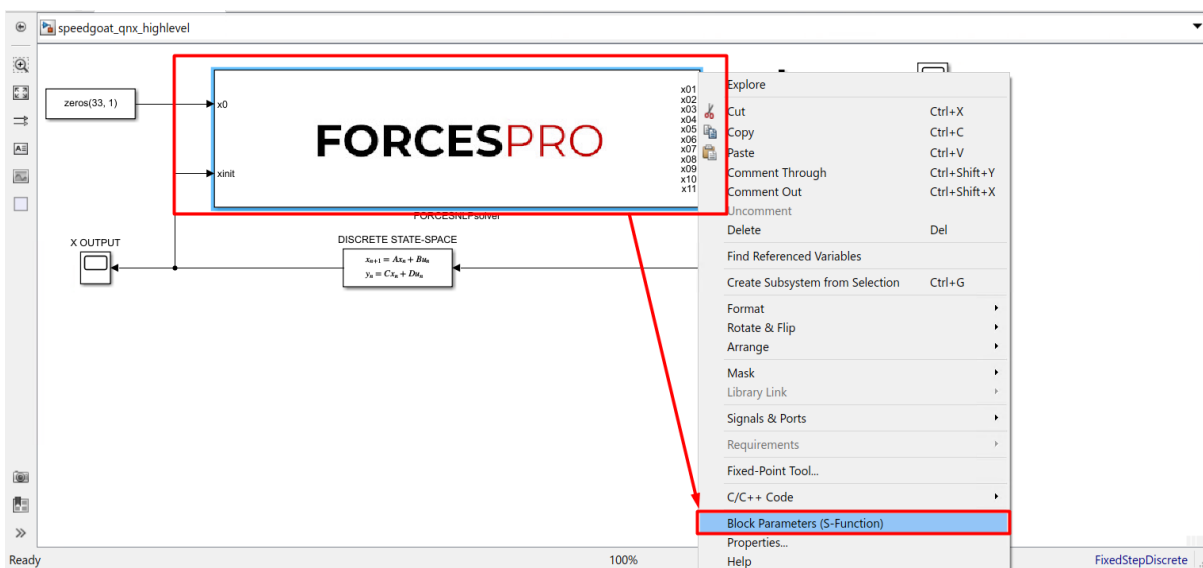 speedgoat_qnx_highlevel
zeros(33, 1)
x0
xinit
FORCESPRO
x01
x02
x03
x04
x05
x06
x07
x08
x09
x10
x11
FORCESNLPsolver
X OUTPUT
DISCRETE STATE-SPACE
xn+1 = Axn + Bun
yn = Cxn + Dun
Explore
Cut Ctrl+X
Copy Ctrl+C
Paste Ctrl+V
Comment Through Ctrl+Shift+Y
Comment Out Ctrl+Shift+X
Uncomment
Delete Del
Find Referenced Variables
Create Subsystem from Selection Ctrl+G
Format
Rotate & Flip
Arrange
Mask
Library Link
Signals & Ports
Requirements
Fixed-Point Tool...
C/C++ Code
Block Parameters (S-Function)
Properties...
Help
Ready 100% FixedStepDiscrete